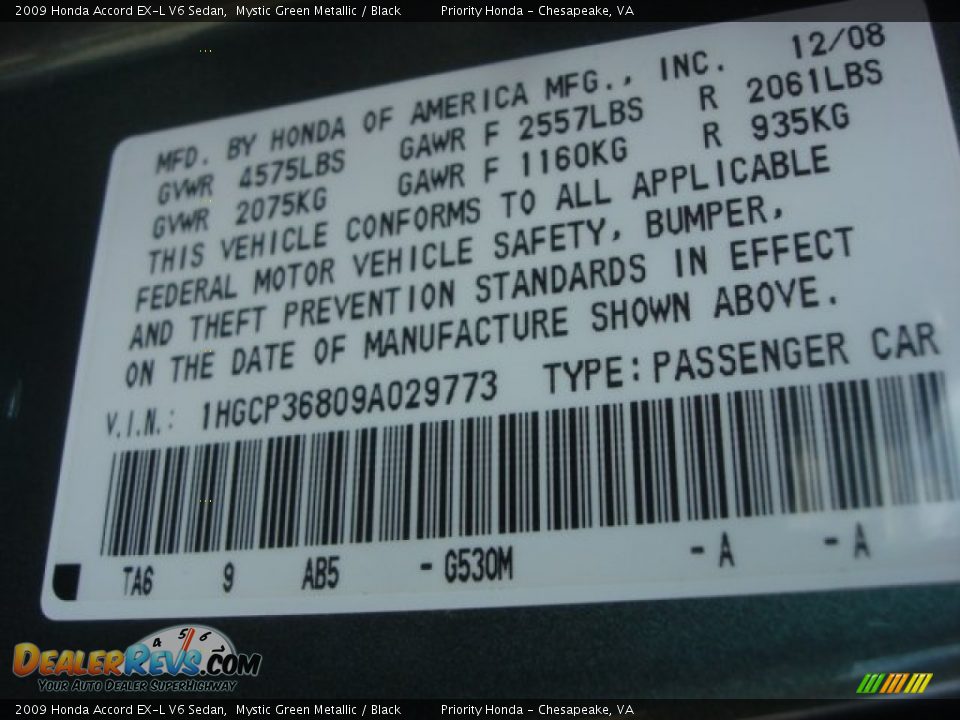 2009 Honda Accord EX-L V6 Sedan,  Mystic Green Metallic / Black          Priority Honda - Chesapeake, VA
MFD. BY HONDA OF AMERICA MFG., INC. 12/08
GVWR 4575LBS GAWR F 2557LBS R 2061LBS
GVWR 2075KG GAWR F 1160KG R 935KG
THIS VEHICLE CONFORMS TO ALL APPLICABLE
FEDERAL MOTOR VEHICLE SAFETY, BUMPER,
AND THEFT PREVENTION STANDARDS IN EFFECT
ON THE DATE OF MANUFACTURE SHOWN ABOVE.
V.I.N.: 1HGCP36809A029773 TYPE: PASSENGER CAR
TA6 9 AB5 - G530M - A - A
4 5 6
DEALERREVS.COM
YOUR AUTO DEALER SUPERHIGHWAY
2009 Honda Accord EX-L V6 Sedan,  Mystic Green Metallic / Black          Priority Honda - Chesapeake, VA